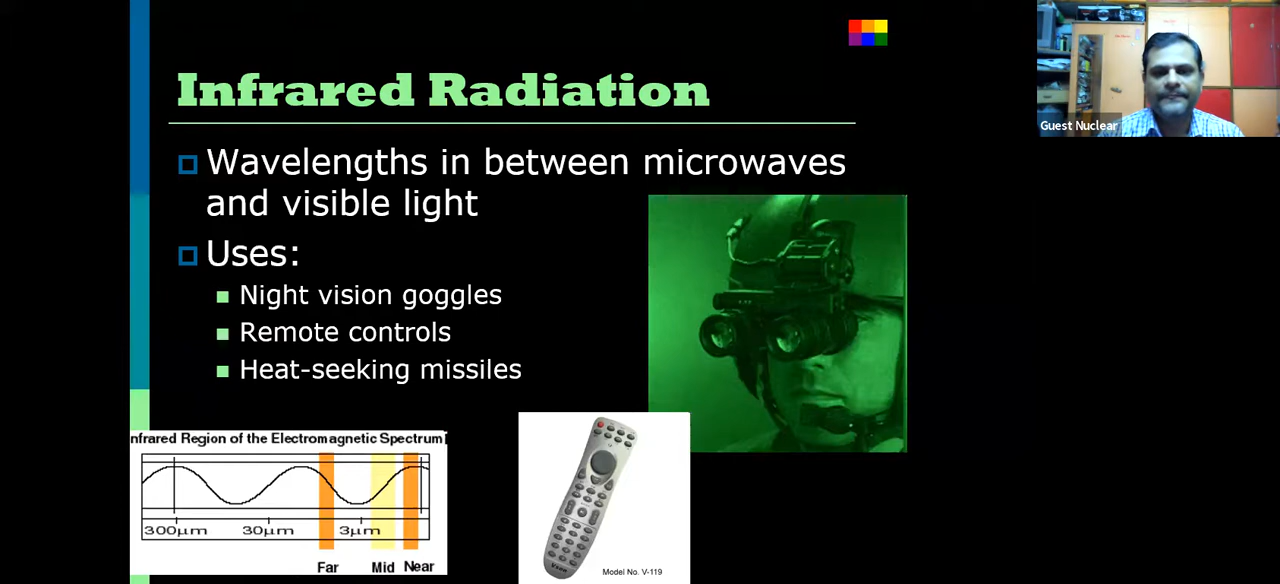 Infrared Radiation
Guest Nuclear
Wavelengths in between microwaves
and visible light
Uses:
Night vision goggles
Remote controls
Heat-seeking missiles
nfrared Region of the Electromagnetic Spectrum
300µm 30µm 3µm
Far Mid Near
Model No. V-119